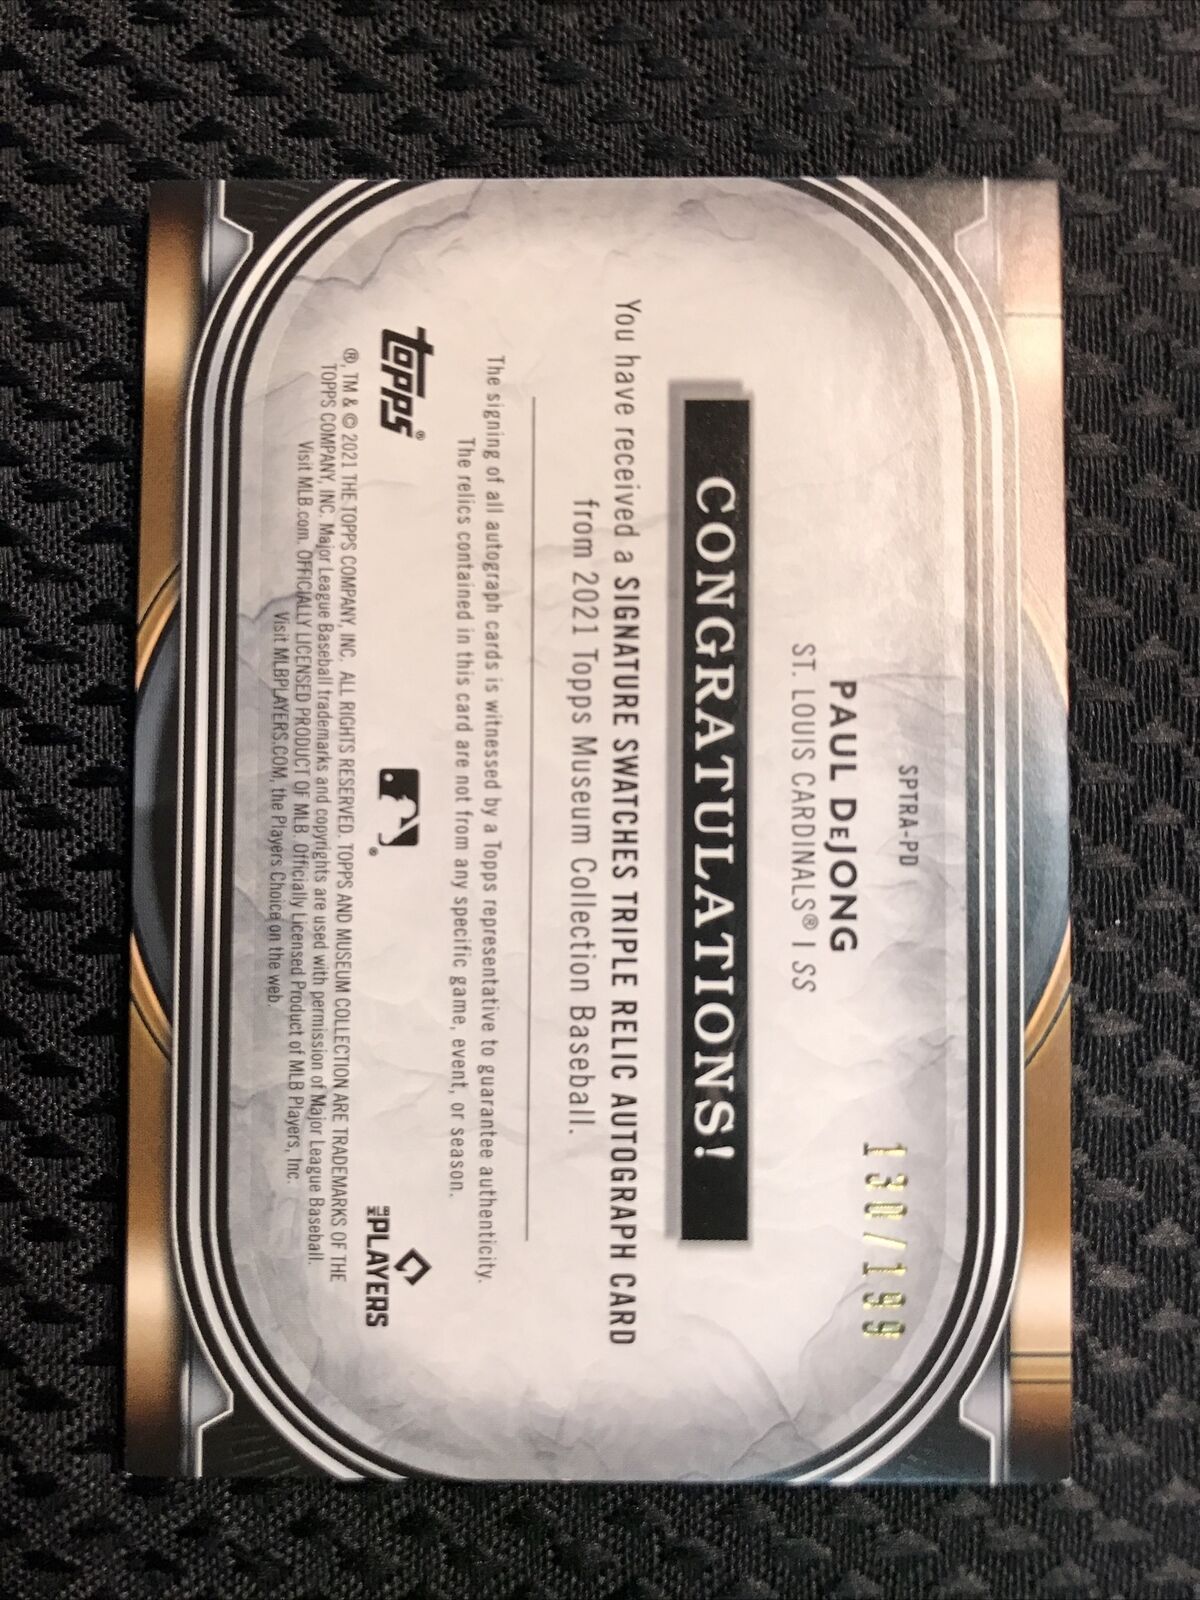 SPTRA-PD
130/199
PAUL DeJONG
ST. LOUIS CARDINALS® | SS
CONGRATULATIONS!
You have received a SIGNATURE SWATCHES TRIPLE RELIC AUTOGRAPH CARD
from 2021 Topps Museum Collection Baseball.
The signing of all autograph cards is witnessed by a Topps representative to guarantee authenticity.
The relics contained in this card are not from any specific game, event, or season.
topps®
®
MLB PLAYERS
®, TM & © 2021 THE TOPPS COMPANY, INC. ALL RIGHTS RESERVED. TOPPS AND MUSEUM COLLECTION ARE TRADEMARKS OF THE
TOPPS COMPANY, INC. Major League Baseball trademarks and copyrights are used with permission of Major League Baseball.
Visit MLB.com. OFFICIALLY LICENSED PRODUCT OF MLB. Officially Licensed Product of MLB Players, Inc.
Visit MLBPLAYERS.COM, the Players Choice on the web.